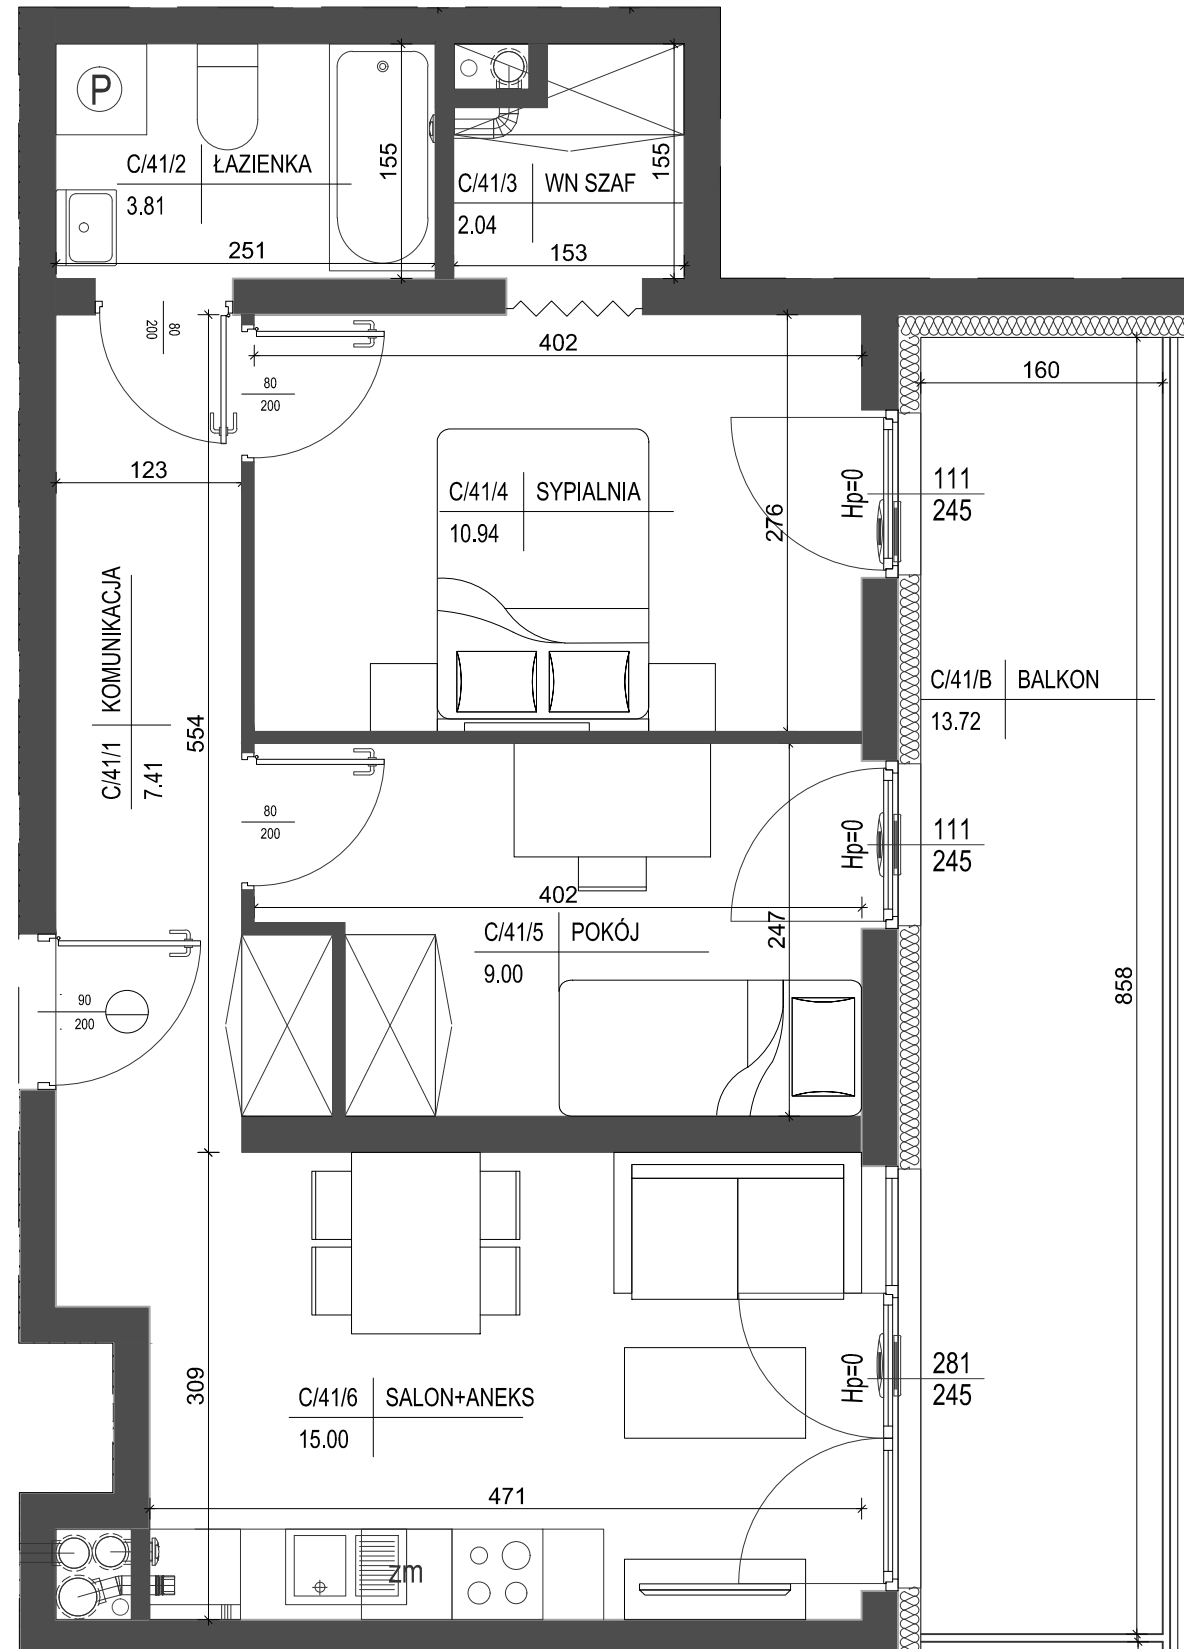 P
C/41/2 ŁAZIENKA
3.81
155
251
C/41/3 WN SZAF
2.04
155
153
80
200
80
200
402
160
123
C/41/4 SYPIALNIA
10.94
276
Hp=0
111
245
C/41/1 KOMUNIKACJA
7.41
554
C/41/B BALKON
13.72
80
200
Hp=0
111
245
402
C/41/5 POKÓJ
9.00
247
858
90
200
309
C/41/6 SALON+ANEKS
15.00
Hp=0
281
245
471
zm